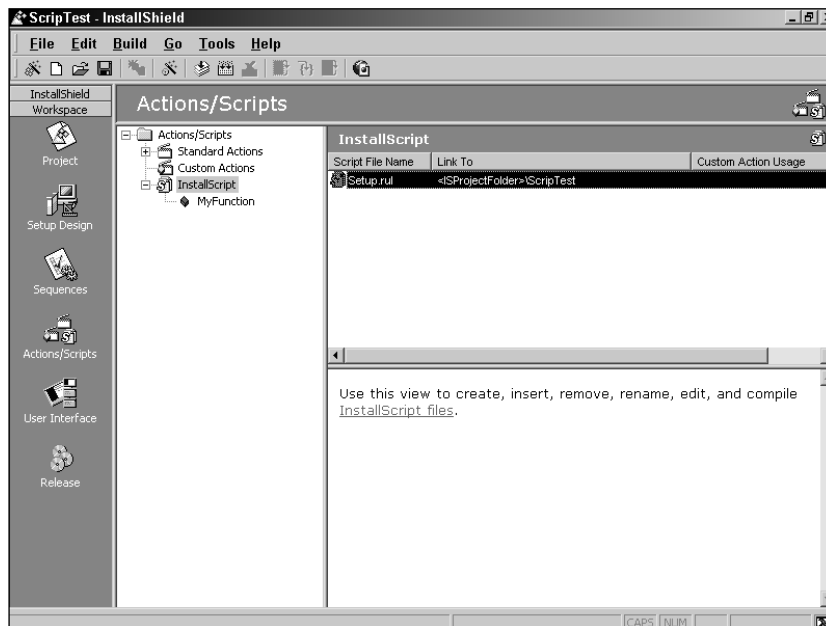 ScripTest - InstallShield
File Edit Build Go Tools Help
InstallShield
Workspace
Actions/Scripts
Project
Setup Design
Sequences
Actions/Scripts
User Interface
Release
Actions/Scripts
Standard Actions
Custom Actions
InstallScript
MyFunction
InstallScript
Script File Name Link To Custom Action Usage
Setup.rul <ISProjectFolder>\ScripTest
Use this view to create, insert, remove, rename, edit, and compile
InstallScript files.
CAPS NUM